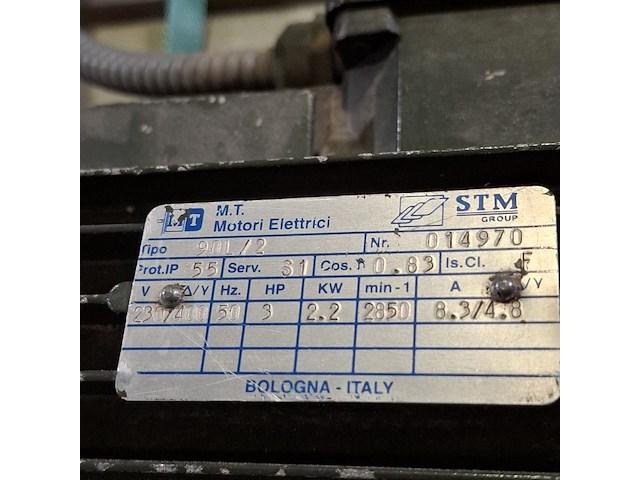 MT M.T. STM
Motori Elettrici GROUP
Tipo 90L/2 Nr. 014970
Prot.IP 55 Serv. S1 Cos. 0.83 Is.Cl. F
V Δ/Y Hz. HP KW min-1 A /Y
230/400 50 3 2.2 2850 8.3/4.8
BOLOGNA - ITALY